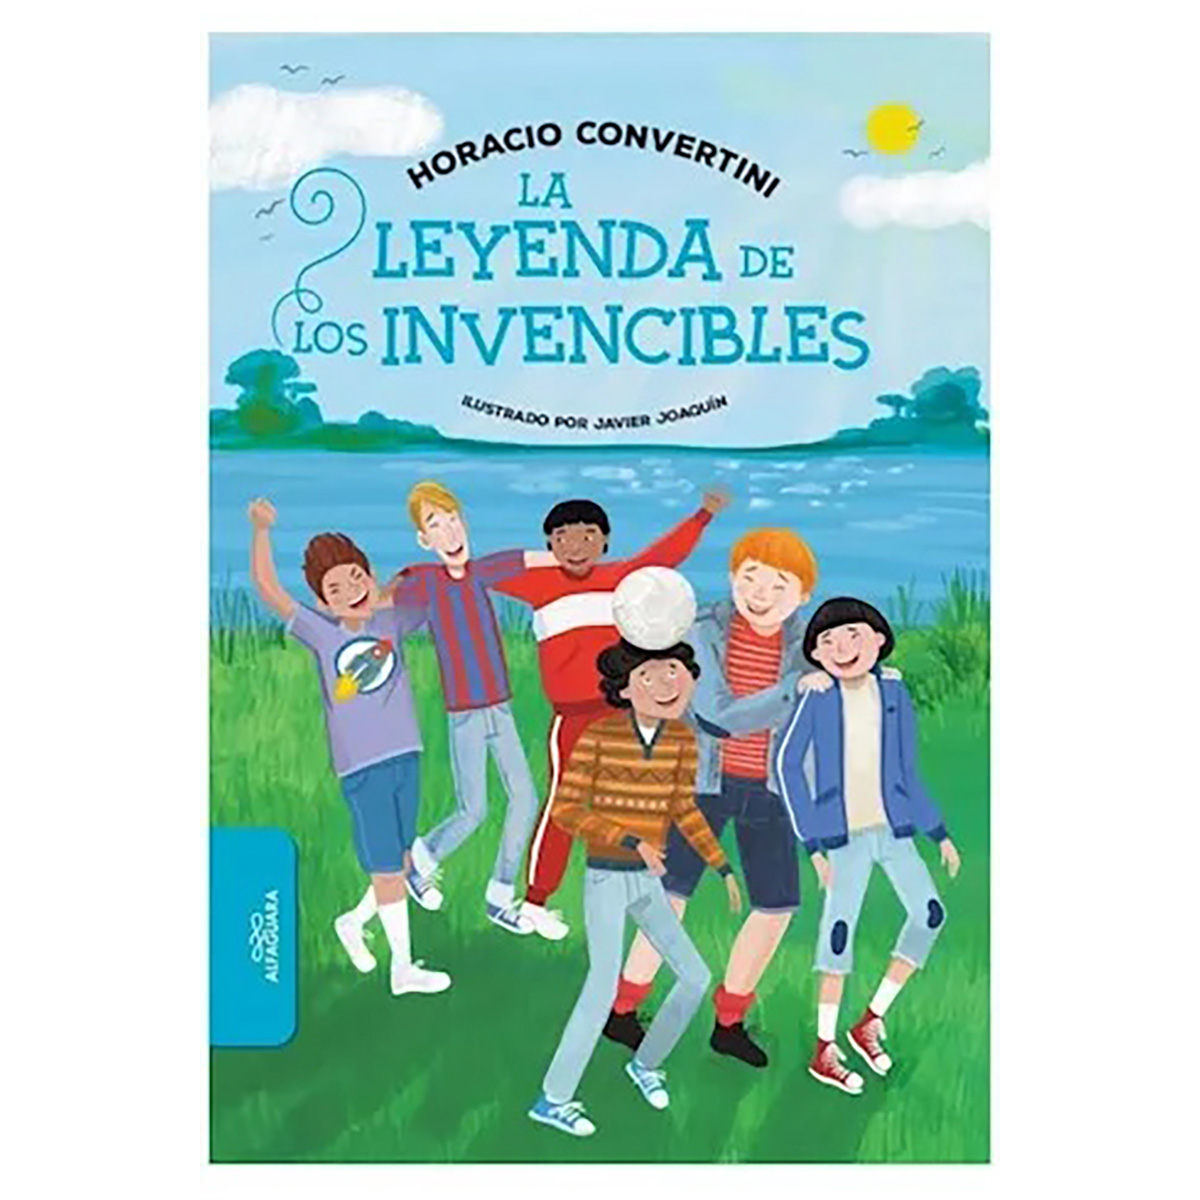 HORACIO CONVERTINI
LA
LEYENDA DE
LOS INVENCIBLES
ILUSTRADO POR JAVIER JOAQUÍN
ALFAGUARA